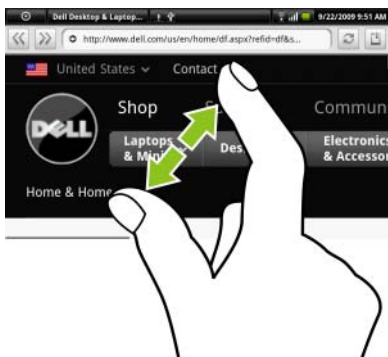 Dell Desktop & Laptop... 9/22/2009 9:51 AM
http://www.dell.com/us/en/home/df.aspx?refid=df&s...
United States Contact
DELL
Shop Commun
Laptops Electronics
& Mini Des & Accessor
Home & Home